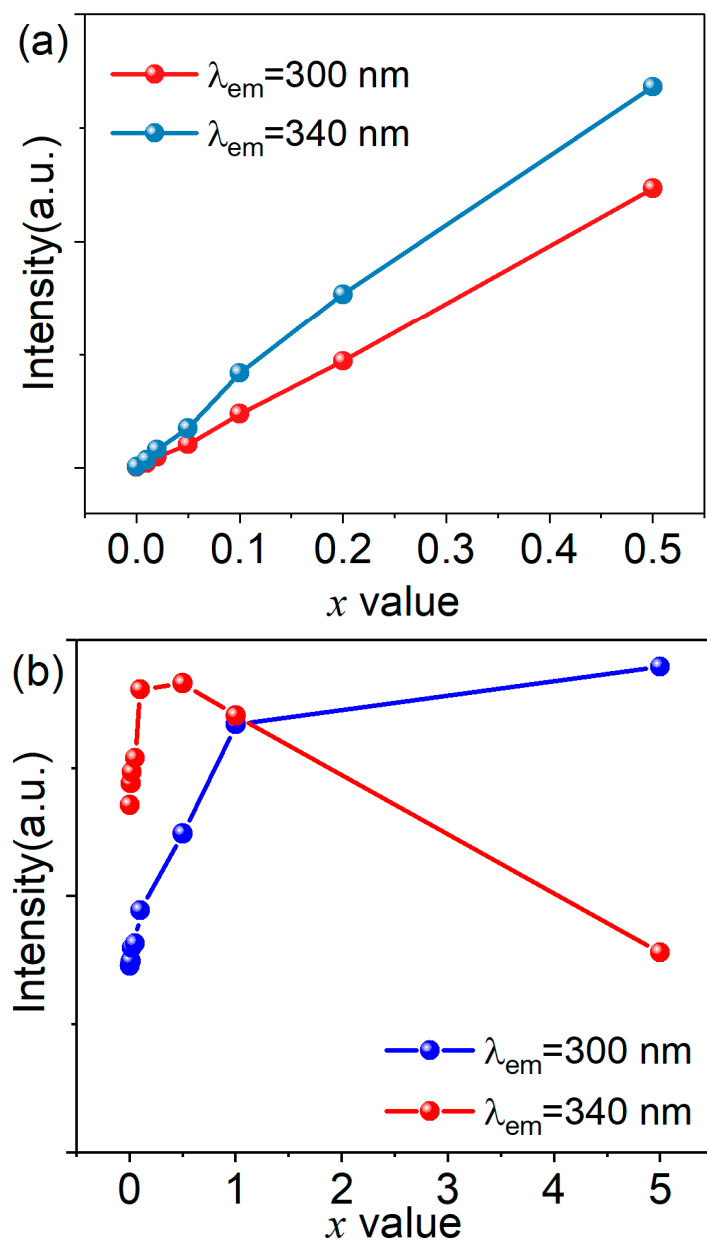 (a)
λem=300 nm
λem=340 nm
Intensity(a.u.)
0.0 0.1 0.2 0.3 0.4 0.5
x value
(b)
Intensity(a.u.)
λem=300 nm
λem=340 nm
0 1 2 3 4 5
x value